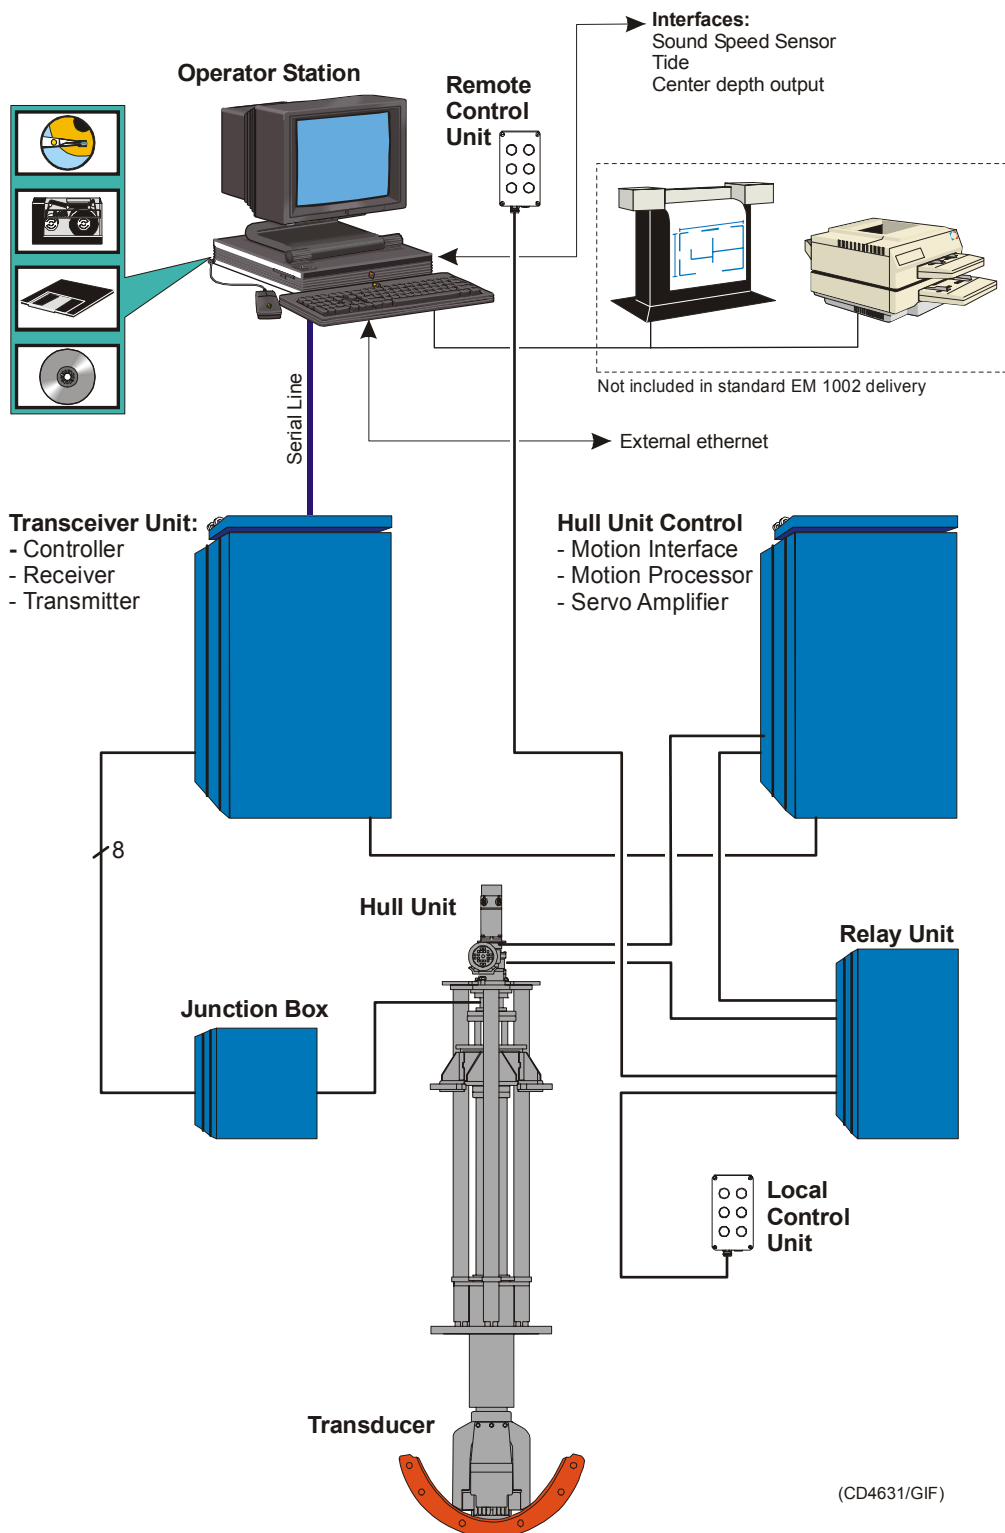 Interfaces:
Sound Speed Sensor
Tide
Center depth output
Operator Station
Remote
Control
Unit
Not included in standard EM 1002 delivery
Serial Line
External ethernet
Transceiver Unit:
- Controller
- Receiver
- Transmitter
Hull Unit Control
- Motion Interface
- Motion Processor
- Servo Amplifier
8
Hull Unit
Relay Unit
Junction Box
Local
Control
Unit
Transducer
(CD4631/GIF)